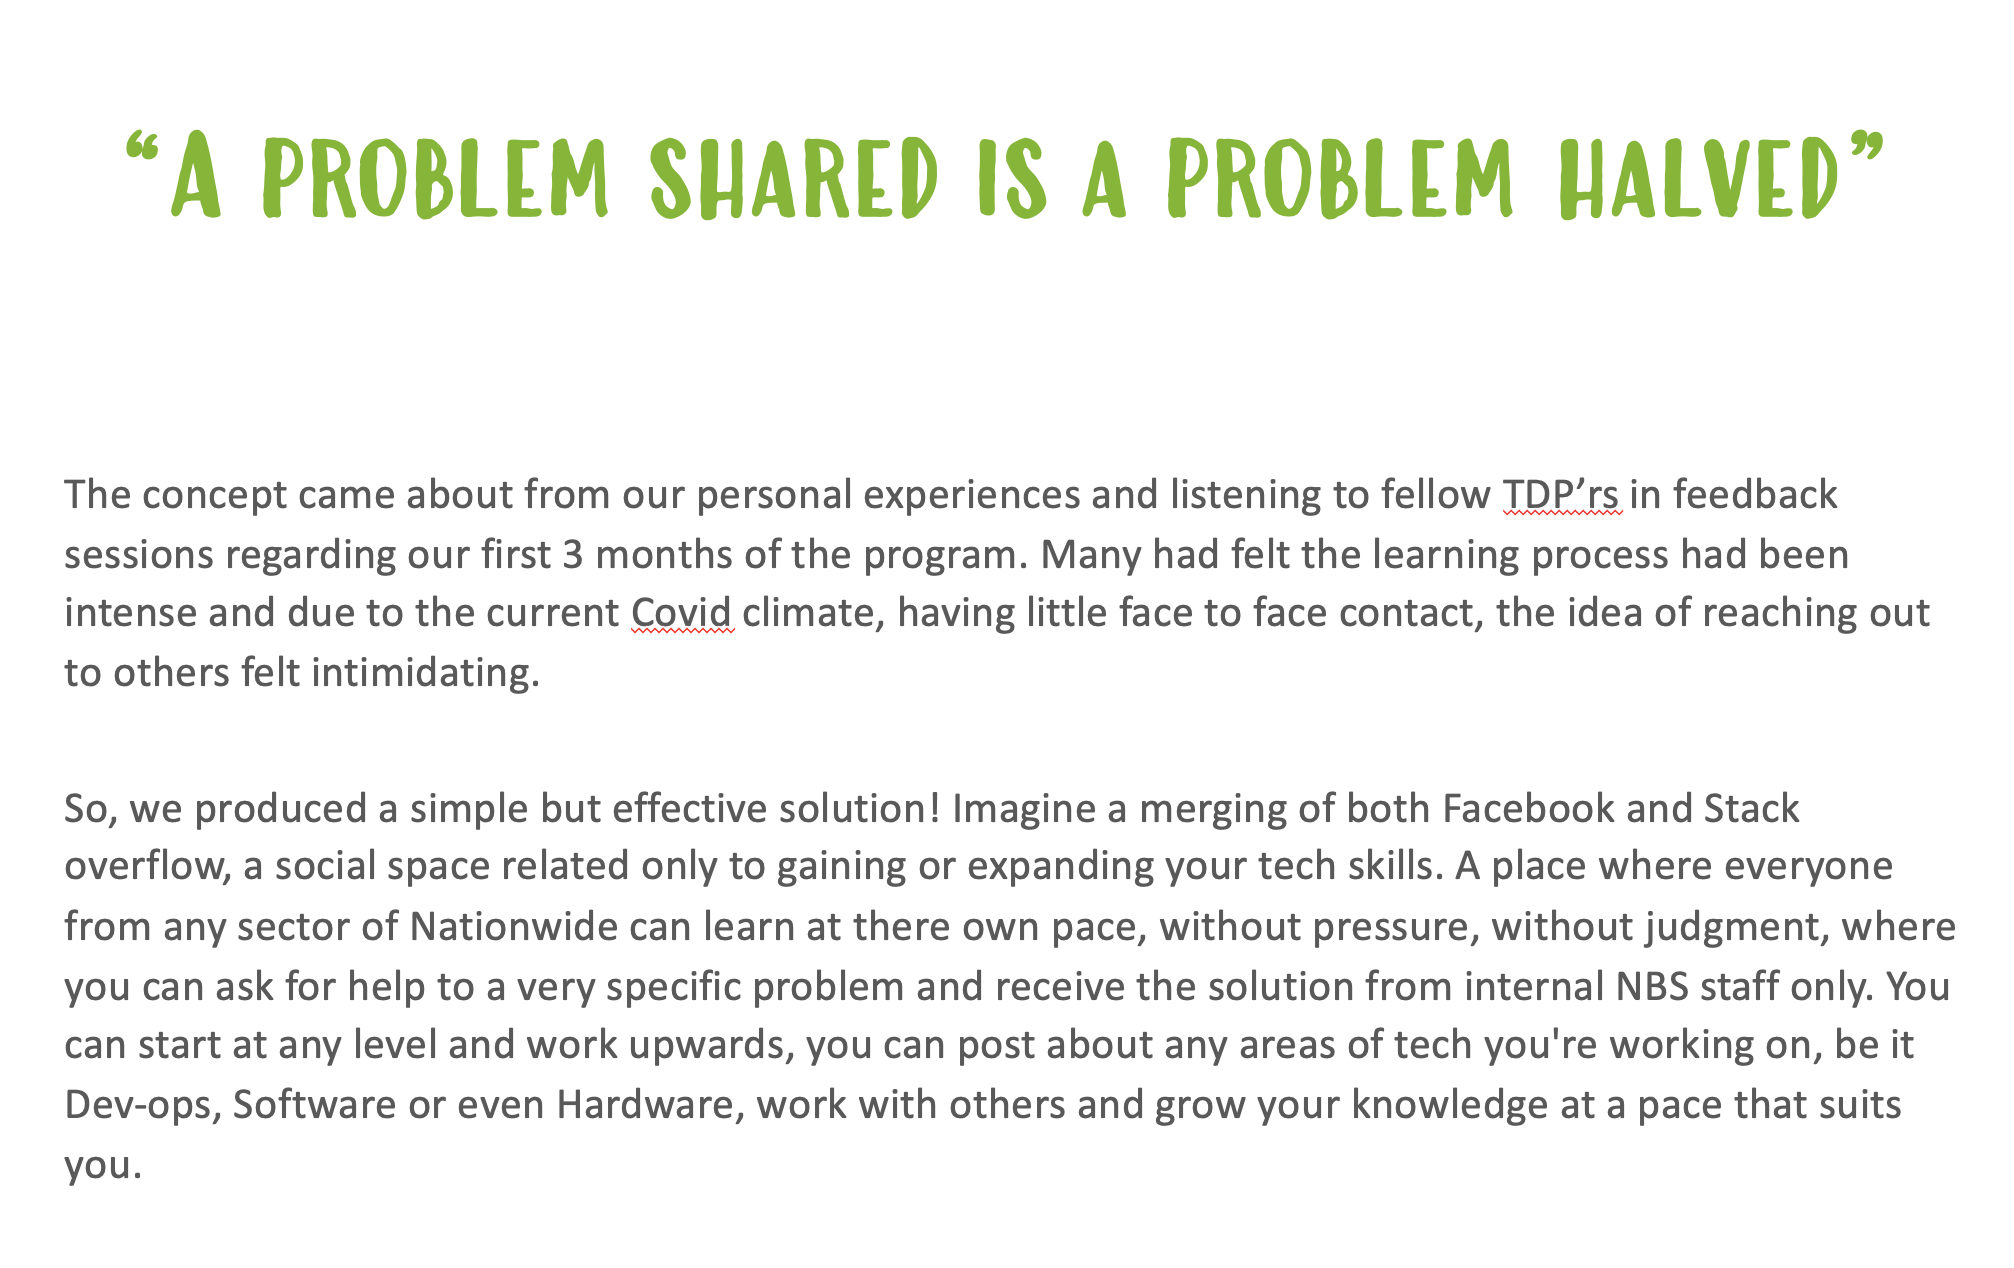 “A PROBLEM SHARED IS A PROBLEM HALVED”
The concept came about from our personal experiences and listening to fellow TDP’rs in feedback
sessions regarding our first 3 months of the program. Many had felt the learning process had been
intense and due to the current Covid climate, having little face to face contact, the idea of reaching out
to others felt intimidating.
So, we produced a simple but effective solution! Imagine a merging of both Facebook and Stack
overflow, a social space related only to gaining or expanding your tech skills. A place where everyone
from any sector of Nationwide can learn at there own pace, without pressure, without judgment, where
you can ask for help to a very specific problem and receive the solution from internal NBS staff only. You
can start at any level and work upwards, you can post about any areas of tech you're working on, be it
Dev-ops, Software or even Hardware, work with others and grow your knowledge at a pace that suits
you.